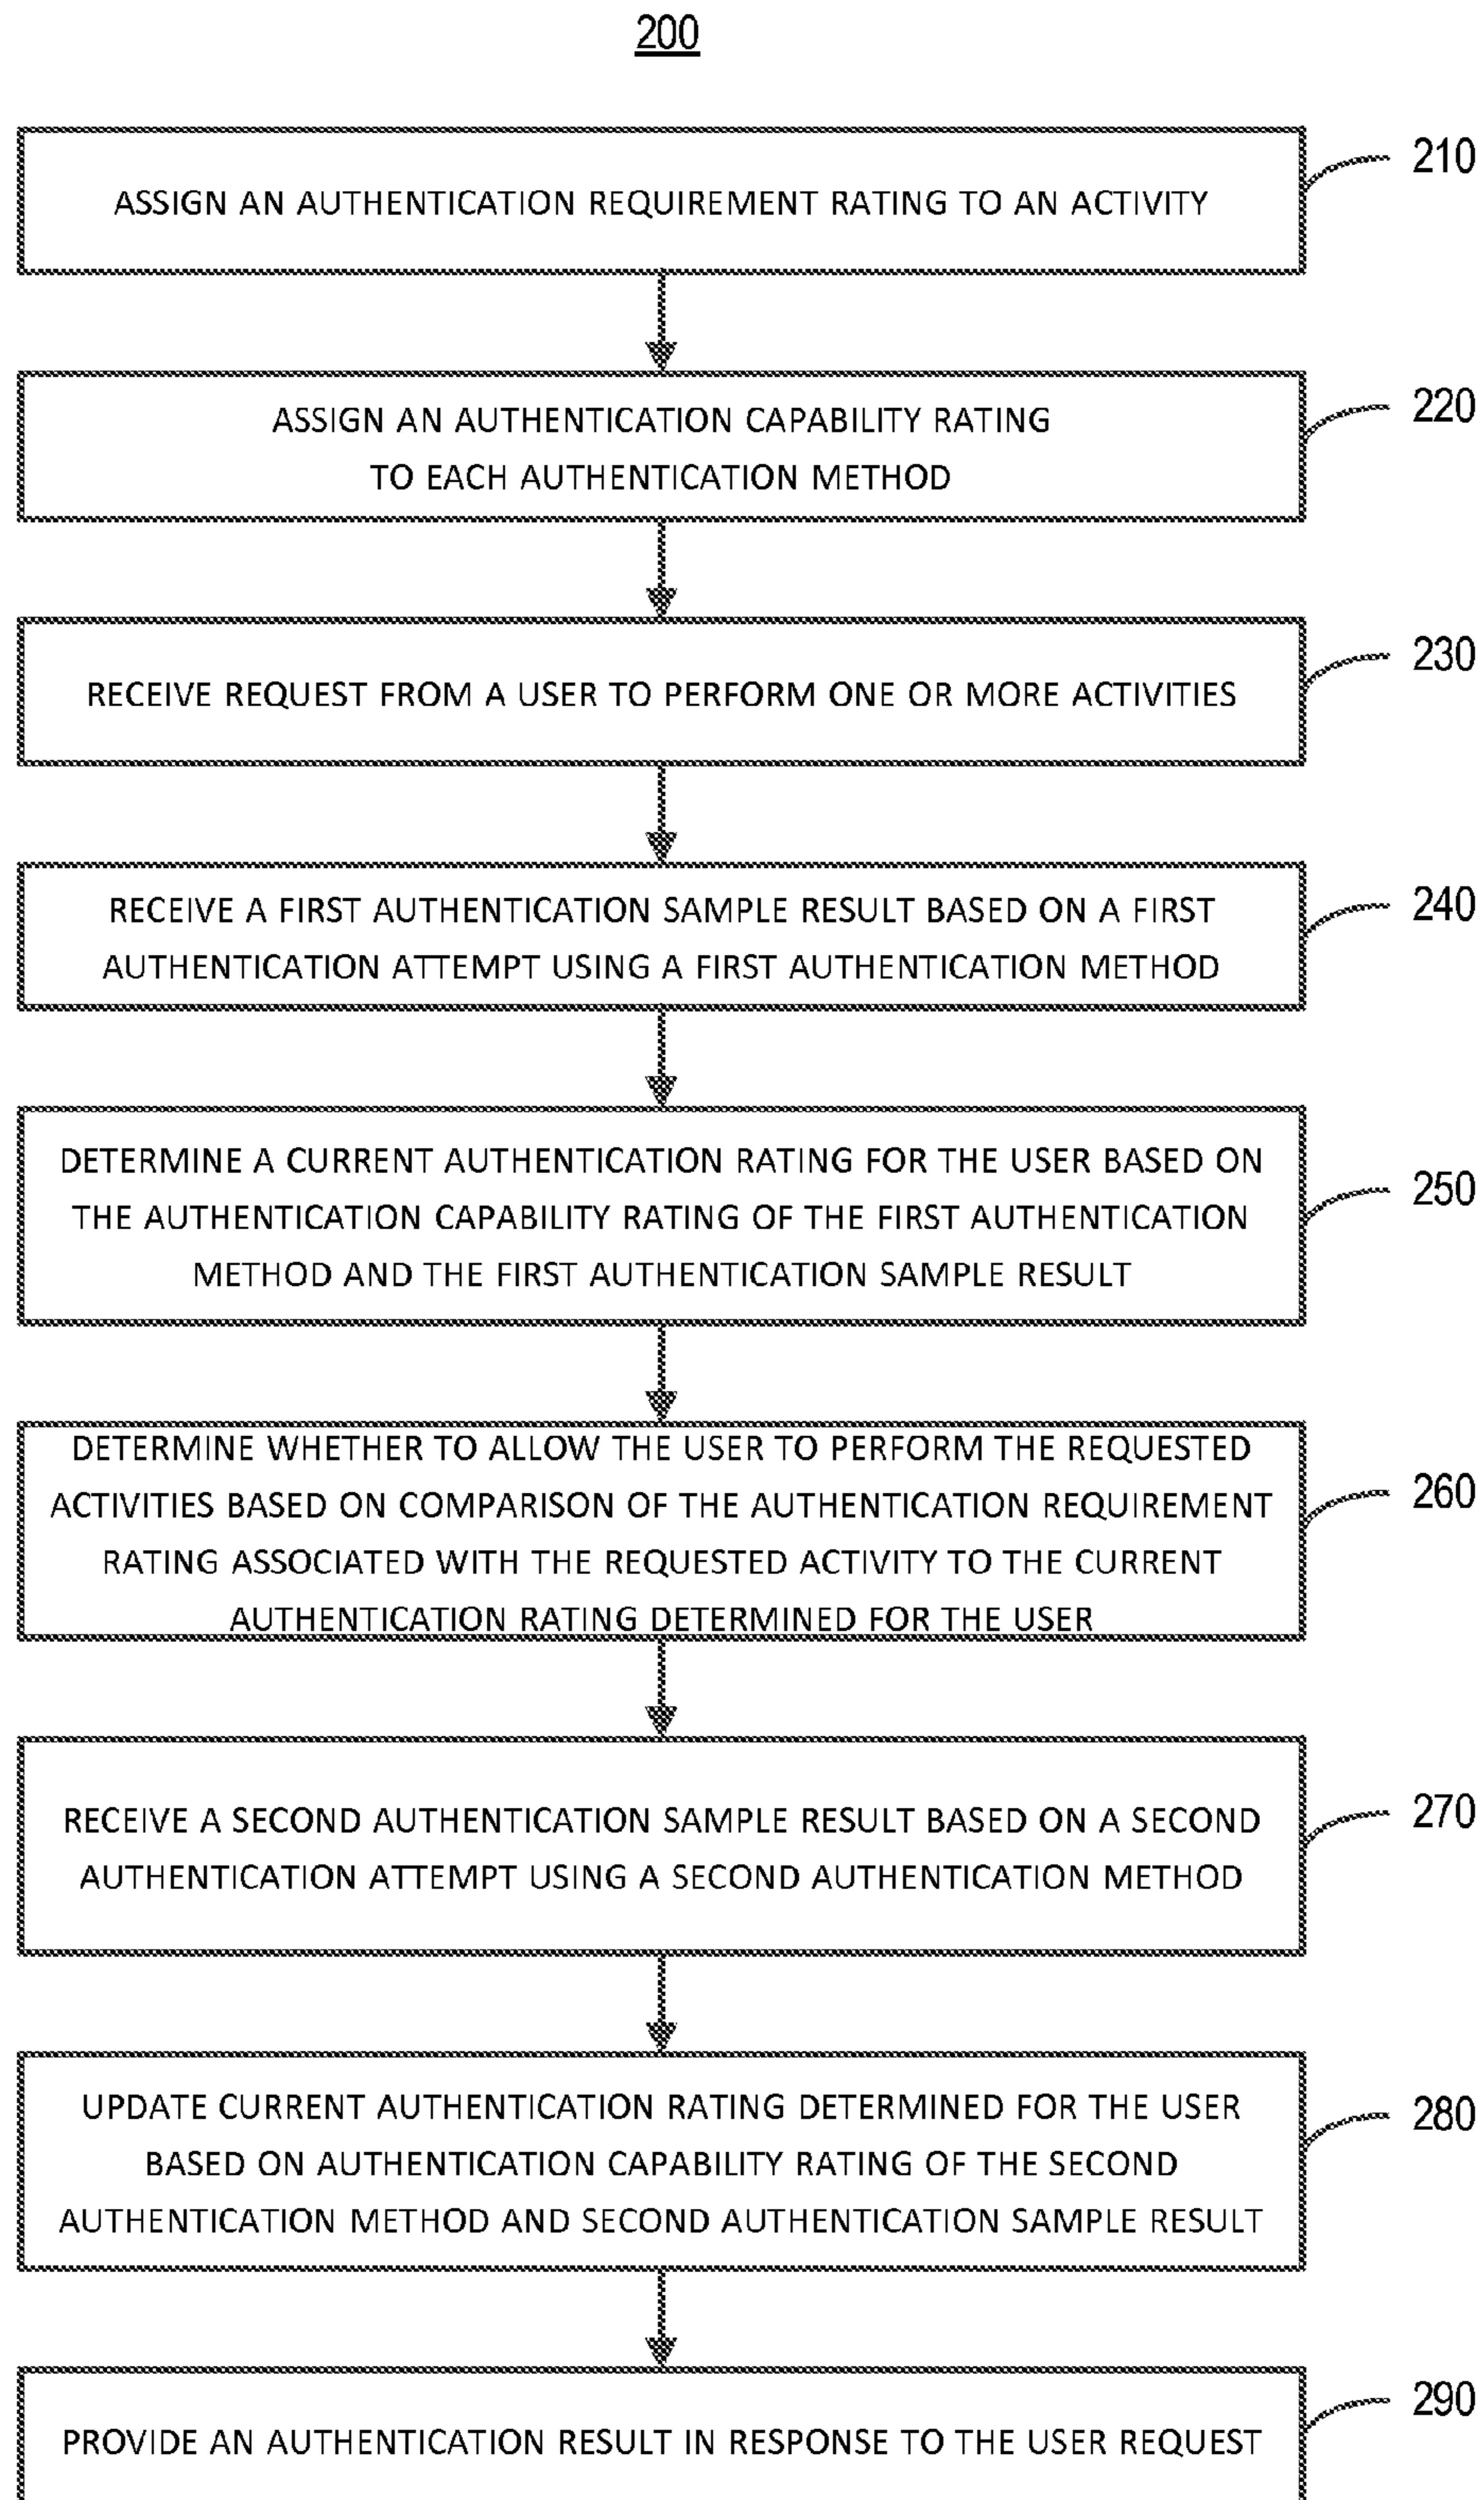 200
ASSIGN AN AUTHENTICATION REQUIREMENT RATING TO AN ACTIVITY
210
ASSIGN AN AUTHENTICATION CAPABILITY RATING
TO EACH AUTHENTICATION METHOD
220
RECEIVE REQUEST FROM A USER TO PERFORM ONE OR MORE ACTIVITIES
230
RECEIVE A FIRST AUTHENTICATION SAMPLE RESULT BASED ON A FIRST
AUTHENTICATION ATTEMPT USING A FIRST AUTHENTICATION METHOD
240
DETERMINE A CURRENT AUTHENTICATION RATING FOR THE USER BASED ON
THE AUTHENTICATION CAPABILITY RATING OF THE FIRST AUTHENTICATION
METHOD AND THE FIRST AUTHENTICATION SAMPLE RESULT
250
DETERMINE WHETHER TO ALLOW THE USER TO PERFORM THE REQUESTED
ACTIVITIES BASED ON COMPARISON OF THE AUTHENTICATION REQUIREMENT
RATING ASSOCIATED WITH THE REQUESTED ACTIVITY TO THE CURRENT
AUTHENTICATION RATING DETERMINED FOR THE USER
260
RECEIVE A SECOND AUTHENTICATION SAMPLE RESULT BASED ON A SECOND
AUTHENTICATION ATTEMPT USING A SECOND AUTHENTICATION METHOD
270
UPDATE CURRENT AUTHENTICATION RATING DETERMINED FOR THE USER
BASED ON AUTHENTICATION CAPABILITY RATING OF THE SECOND
AUTHENTICATION METHOD AND SECOND AUTHENTICATION SAMPLE RESULT
280
PROVIDE AN AUTHENTICATION RESULT IN RESPONSE TO THE USER REQUEST
290